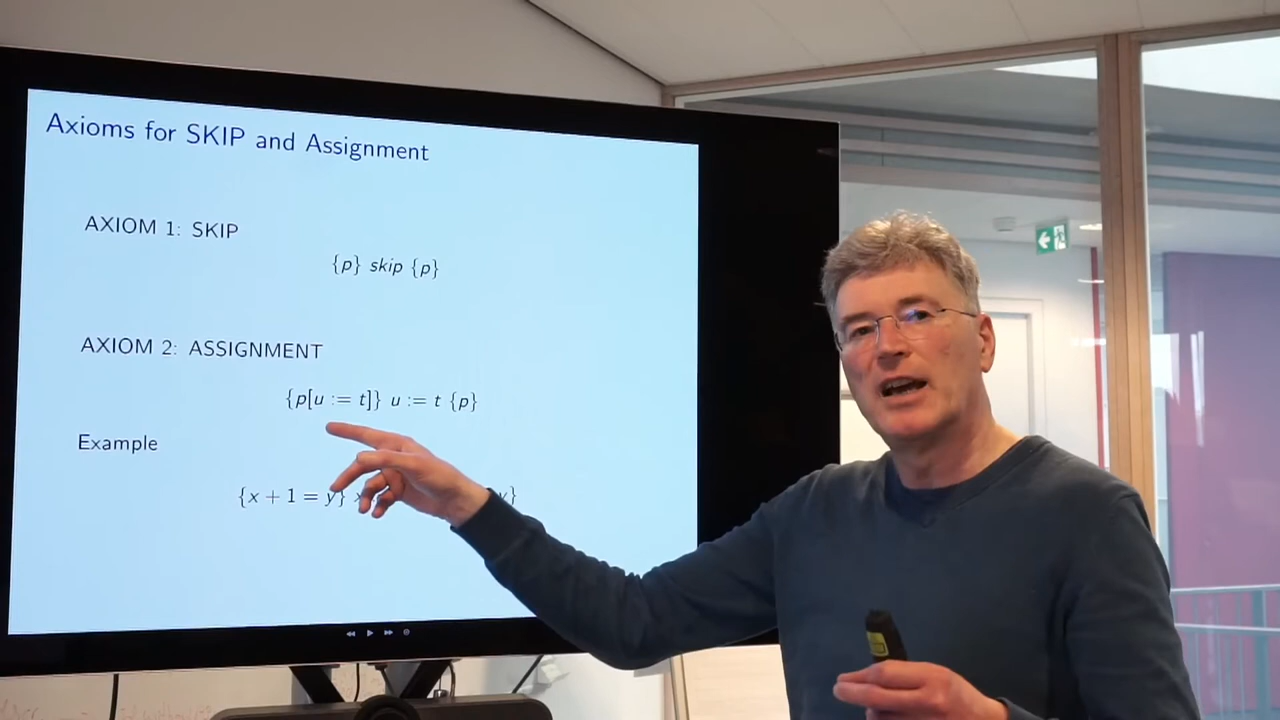 Axioms for SKIP and Assignment
AXIOM 1: SKIP
{p} skip {p}
AXIOM 2: ASSIGNMENT
{p[u := t]} u := t {p}
Example
{x + 1 = y} x y}